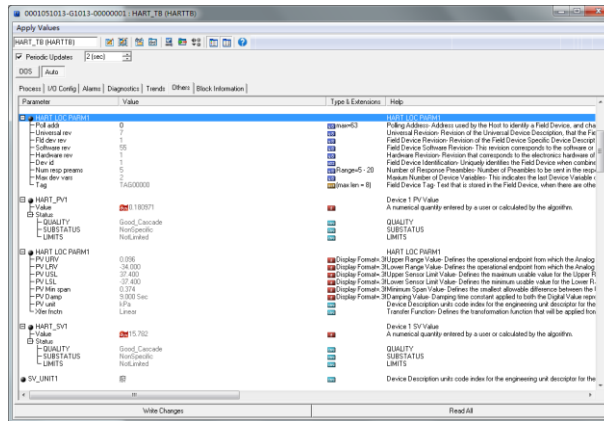 0001051013-G1013-00000001 : HART_TB (HARTTB)
Apply Values
HART_TB (HARTTB)
Periodic Updates 2 (sec)
OOS Auto
Process I/O Config Alarms Diagnostics Trends Others Block Information
Parameter Value Type & Extensions Help
HART LOC PARM1 HART LOC PARM1
Poll addr 0 max=63 Polling Address- Address used by the Host to identify a Field Device, and cha
Universal rev 7 Universal Revision- Revision of the Universal Device Description, that the Fie
Fld dev rev 1 Field Device Revision- Revision of the Field Device Specific Device Descript
Software rev Field Software Revision- This revision corresponds to the software of
Hardware rev 1 Hardware Revision- Revision that corresponds to the electronics hardware of
Dev id 1 Field Device Identification- Uniquely identifies the Field Device when combine
Num resp preams 5 Range=5 - 20 Number of Response Preambles- Number of Preambles to be sent in the resp
Max dev vars 2 Maximum Number of Device Variables- This indicates the last Device Variable c
Tag TAG00008 (max len = 8) Field Device Tag- Text that is stored in the Field Device, when there are othe
HART_PV1 Device 1 PV Value
Value 0.180971 A numerical quantity entered by a user or calculated by the algorithm.
Status
QUALITY Good_Cascade QUALITY
SUBSTATUS NonSpecific SUBSTATUS
LIMITS NotLimited LIMITS
HART LOC PARM1 HART LOC PARM1
PV URV 0.096 Display Format=.3f Upper Range Value- Defines the operational endpoint from which the Analog
PV LRV -34.000 Display Format=.3f Lower Range Value- Defines the operational endpoint from which the Analog
PV USL 37.400 Display Format=.3f Upper Sensor Limit Value- Defines the maximum usable value for the Upper R
PV LSL -37.400 Display Format=.3f Lower Sensor Limit Value- Defines the minimum usable value for the Lower R
PV Min span 0.374 Display Format=.3f Minimum Span Value- Defines the smallest allowable difference between the
PV Damp 9.000 Sec Display Format=.3f Damping Value- Damping time constant applied to both the Digital Value repr
PV unit kPa Device Description units code index for the engineering unit descriptor for the
Xfer fnctn Linear Transfer Function- Defines the transformation function that will be applied from
HART_SV1 Device 1 SV Value
Value 15.782 A numerical quantity entered by a user or calculated by the algorithm.
Status
QUALITY Good_Cascade QUALITY
SUBSTATUS NonSpecific SUBSTATUS
LIMITS NotLimited LIMITS
SV_UNIT1 Device Description units code index for the engineering unit descriptor for the
Write Changes Read All